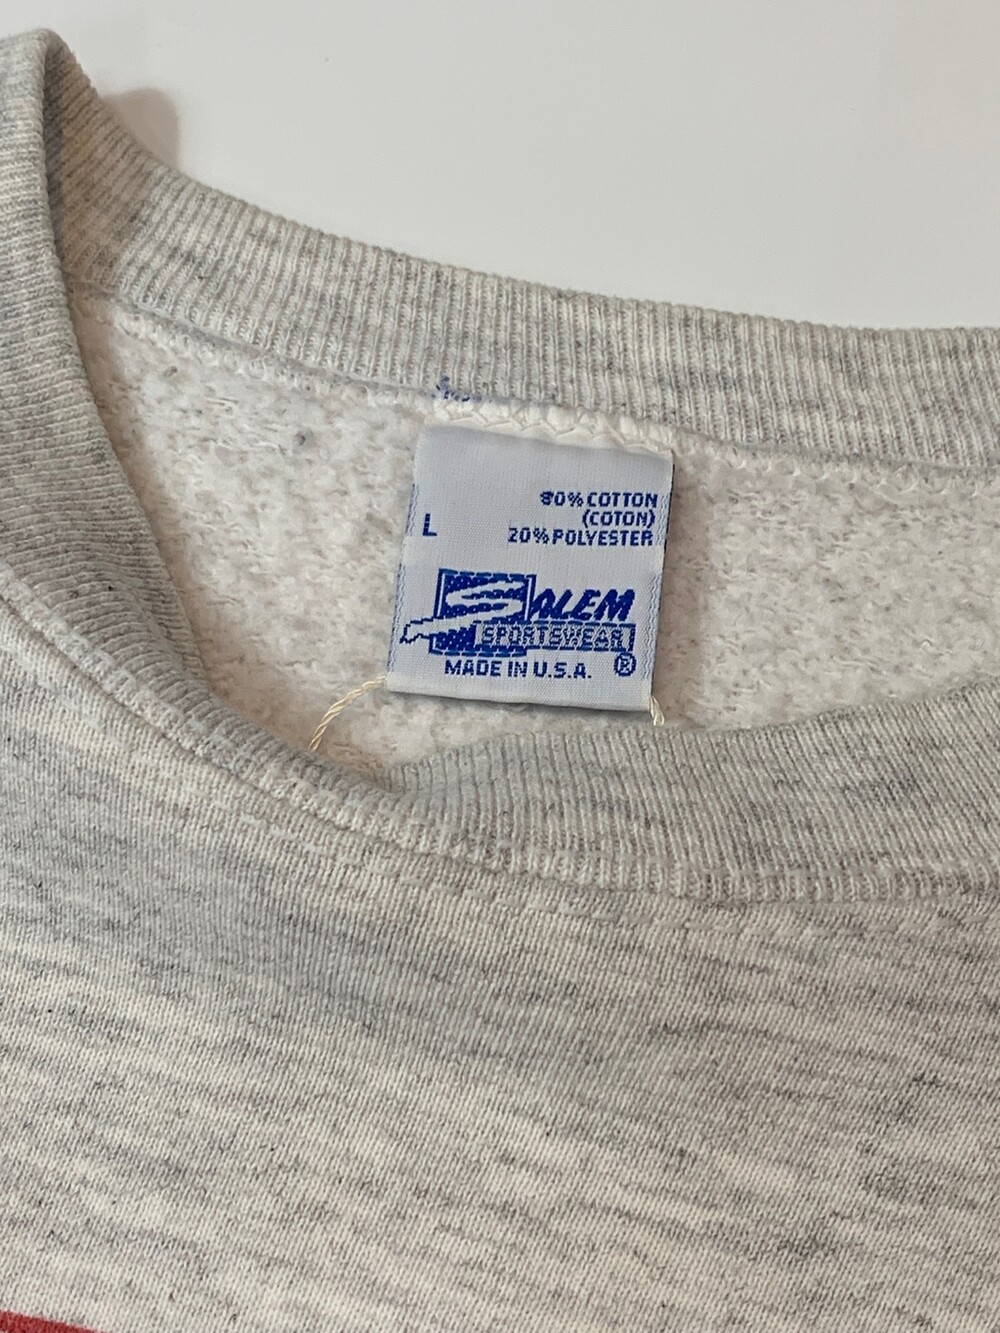 80% COTTON
(COTON)
L
20% POLYESTER
SALEM
SPORTSWEAR
MADE IN U.S.A. ®